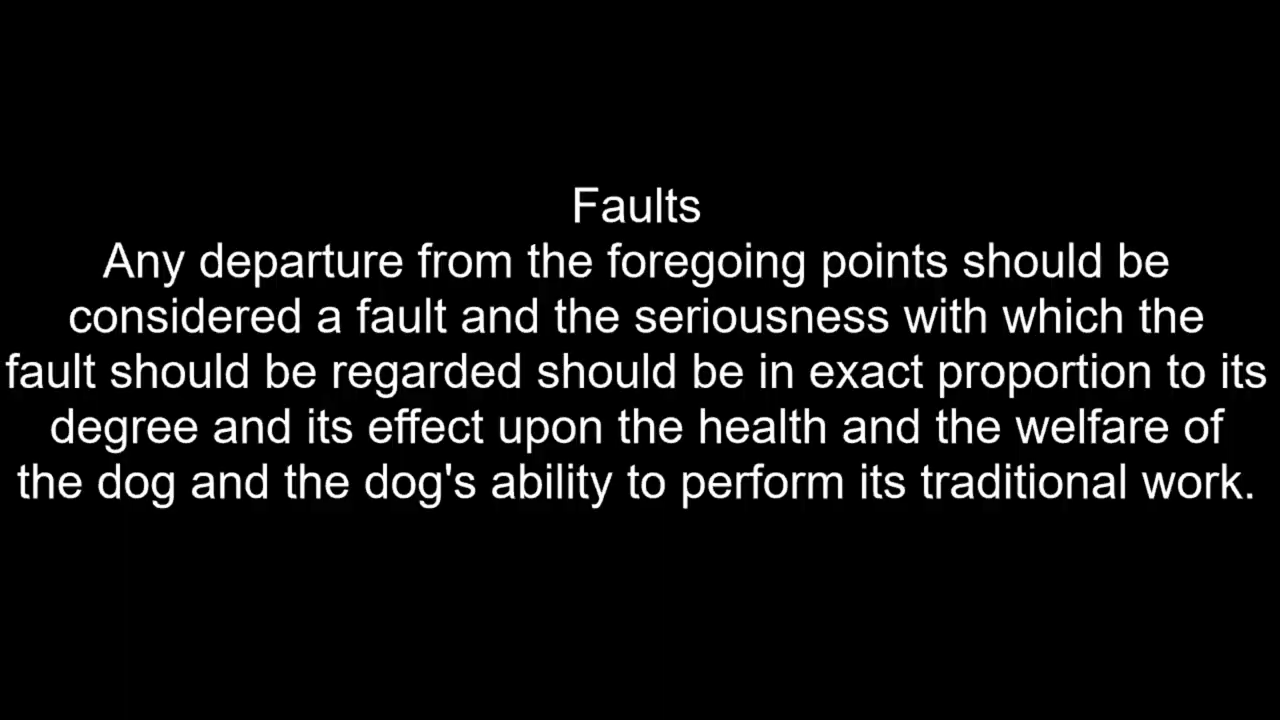 Faults
Any departure from the foregoing points should be
considered a fault and the seriousness with which the
fault should be regarded should be in exact proportion to its
degree and its effect upon the health and the welfare of
the dog and the dog's ability to perform its traditional work.